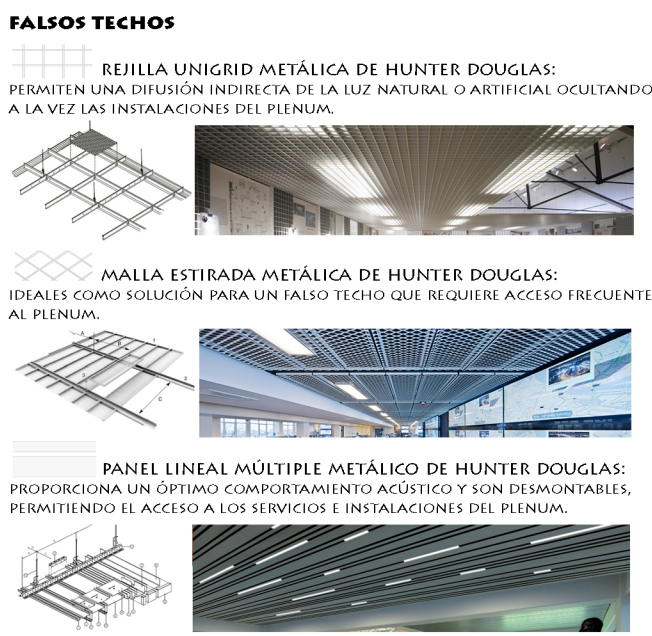 FALSOS TECHOS
REJILLA UNIGRID METÁLICA DE HUNTER DOUGLAS:
PERMITEN UNA DIFUSIÓN INDIRECTA DE LA LUZ NATURAL O ARTIFICIAL OCULTANDO
A LA VEZ LAS INSTALACIONES DEL PLENUM.
MALLA ESTIRADA METÁLICA DE HUNTER DOUGLAS:
IDEALES COMO SOLUCIÓN PARA UN FALSO TECHO QUE REQUIERE ACCESO FRECUENTE
AL PLENUM.
A
B
1
2
3
C
PANEL LINEAL MÚLTIPLE METÁLICO DE HUNTER DOUGLAS:
PROPORCIONA UN ÓPTIMO COMPORTAMIENTO ACÚSTICO Y SON DESMONTABLES,
PERMITIENDO EL ACCESO A LOS SERVICIOS E INSTALACIONES DEL PLENUM.